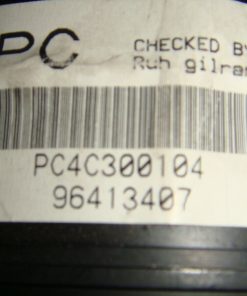 PC
CHECKED BY
Ruh gilran
PC4C300104
96413407